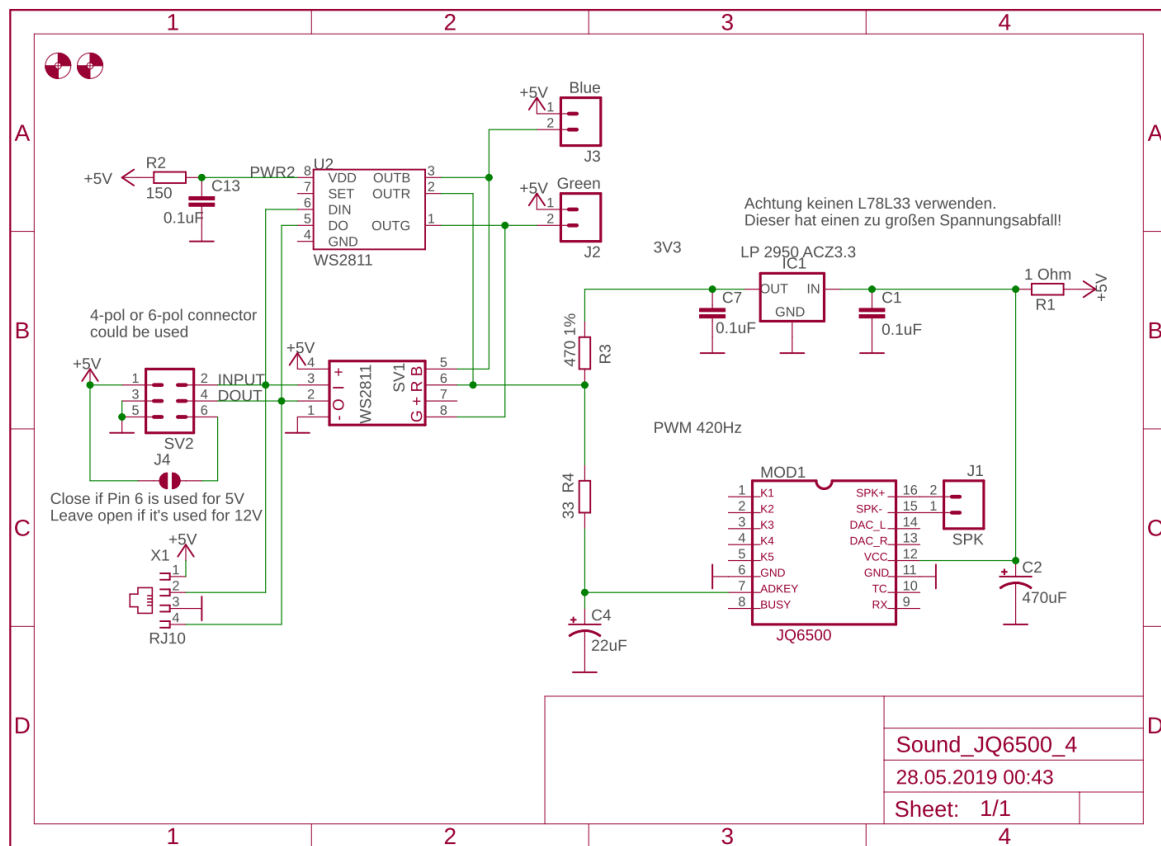 1 2 3 4
A
B
C
D
A
B
C
D
1 2 3 4
+5V
R2
150
C13
0.1uF
PWR2
U2
8 VDD
7 SET
6 DIN
5 DO
4 GND
OUTB 3
OUTR 2
OUTG 1
WS2811
Blue
+5V
1
2
J3
Green
+5V
1
2
J2
Achtung keinen L78L33 verwenden.
Dieser hat einen zu großen Spannungsabfall!
3V3
LP 2950 ACZ3.3
IC1
OUT IN
GND
C7
0.1uF
C1
0.1uF
1 Ohm
R1
+5V
4-pol or 6-pol connector
could be used
+5V
1 2 INPUT
3 4 DOUT
5 6
SV2
J4
Close if Pin 6 is used for 5V
Leave open if it's used for 12V
+5V
4
3
2
1
- O I +
WS2811
SV1
G + R B
5
6
7
8
470 1%
R3
33 R4
PWM 420Hz
+5V
X1
1
2
3
4
RJ10
C4
22uF
MOD1
1 K1
2 K2
3 K3
4 K4
5 K5
6 GND
7 ADKEY
8 BUSY
SPK+ 16
SPK- 15
DAC_L 14
DAC_R 13
VCC 12
GND 11
TC 10
RX 9
JQ6500
J1
2
1
SPK
C2
470uF
Sound_JQ6500_4
28.05.2019 00:43
Sheet: 1/1